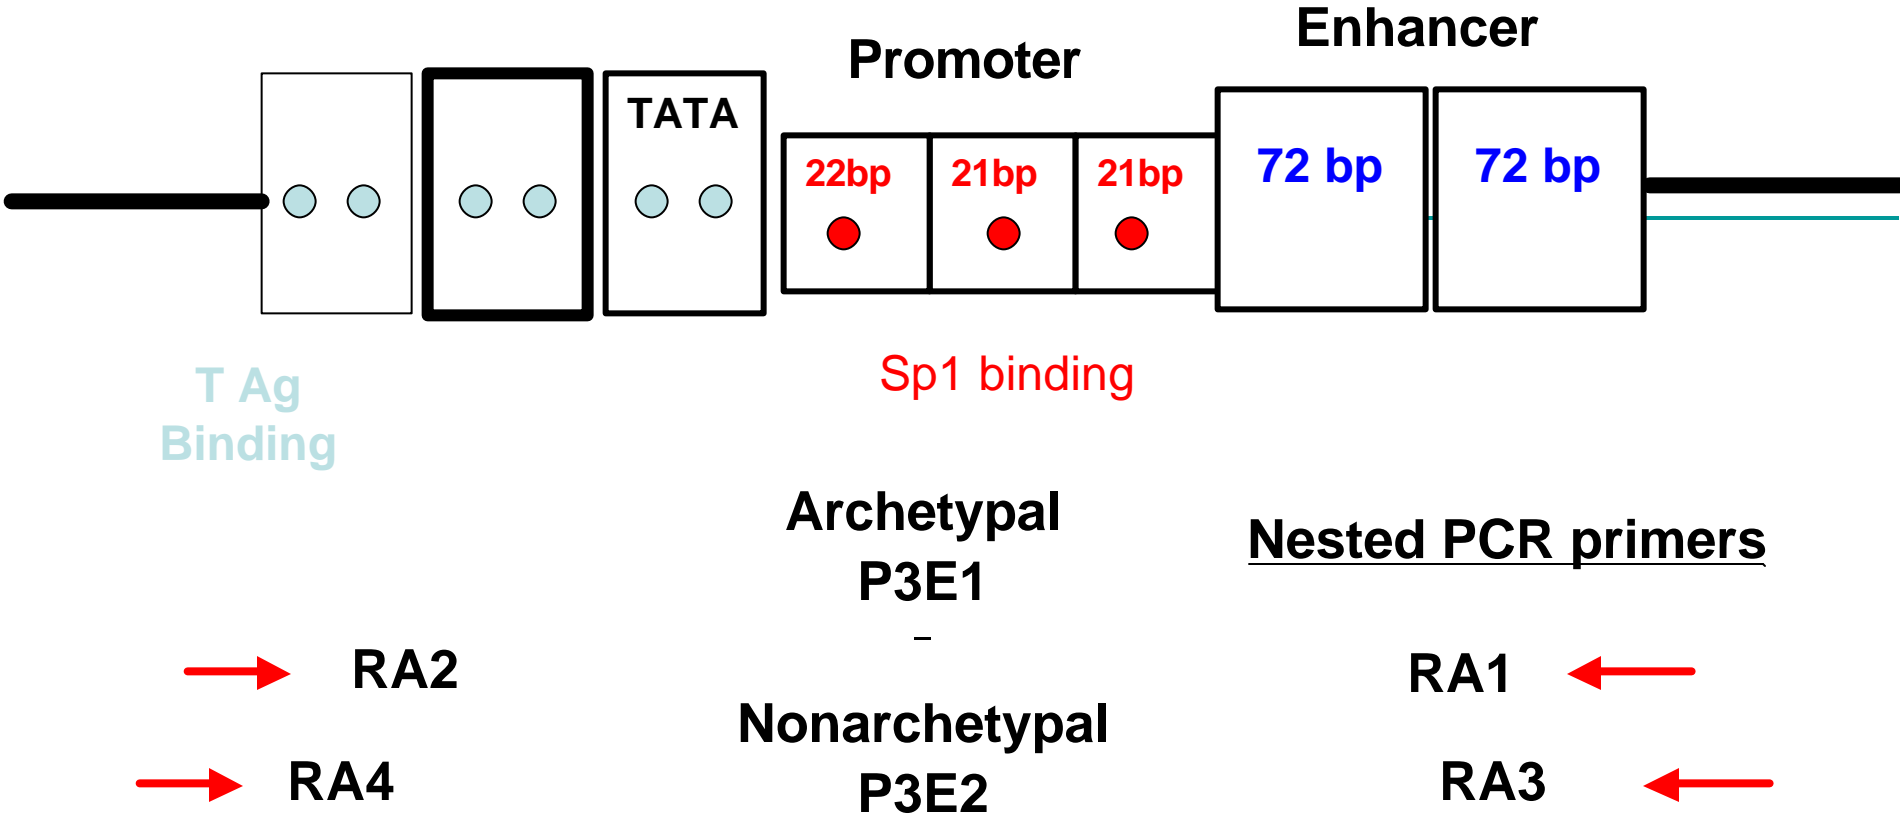 Enhancer
Promoter
TATA
22bp
21bp
21bp
72 bp
72 bp
T Ag
Binding
Sp1 binding
Archetypal
P3E1
–
Nonarchetypal
P3E2
Nested PCR primers
RA2
RA1
RA4
RA3